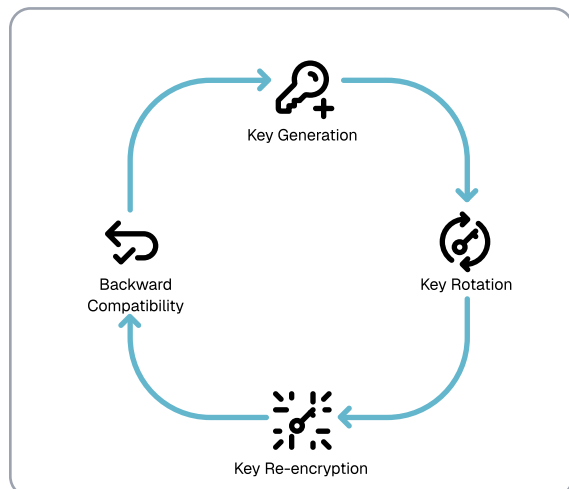 Key Generation
Backward
Compatibility
Key Rotation
Key Re-encryption